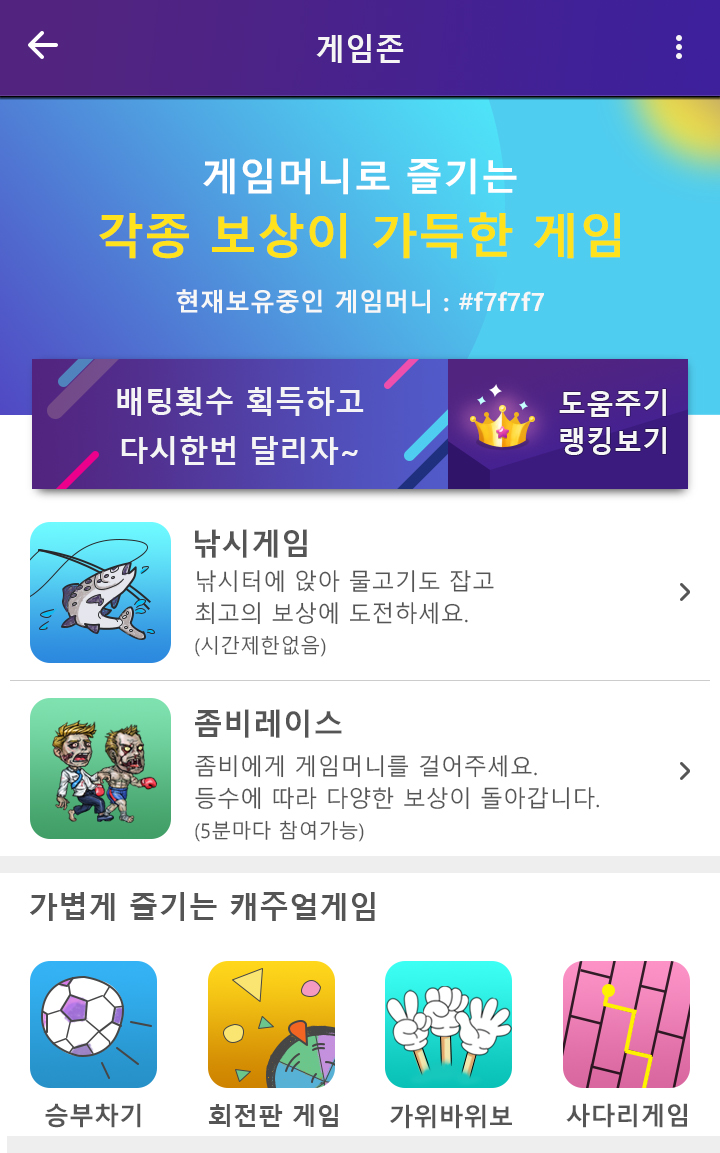 게임존
게임머니로 즐기는
각종 보상이 가득한 게임
현재보유중인 게임머니 : #f7f7f7
배팅횟수 획득하고
다시한번 달리자~
도움주기
랭킹보기
낚시게임
낚시터에 앉아 물고기도 잡고
최고의 보상에 도전하세요.
(시간제한없음)
좀비레이스
좀비에게 게임머니를 걸어주세요.
등수에 따라 다양한 보상이 돌아갑니다.
(5분마다 참여가능)
가볍게 즐기는 캐주얼게임
승부차기
회전판 게임
가위바위보
사다리게임